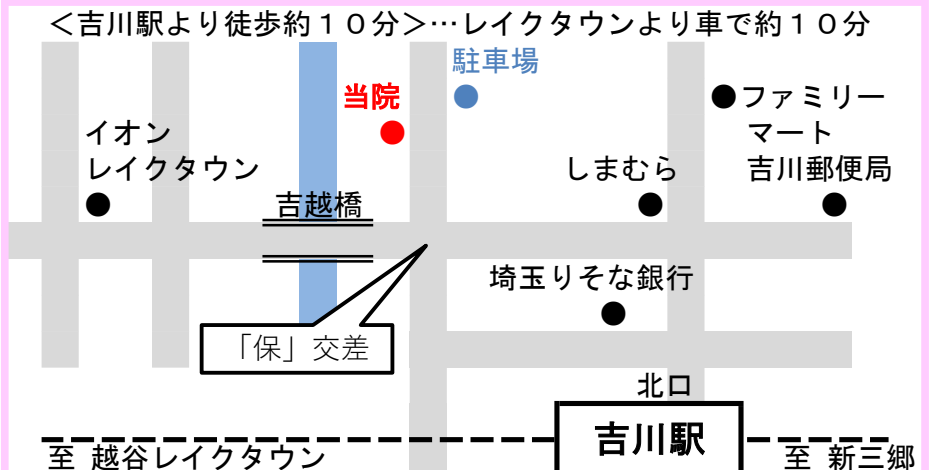 ＜吉川駅より徒歩約１０分＞…レイクタウンより車で約１０分
駐車場
当院
●ファミリー
マート
イオン
レイクタウン
しまむら
吉川郵便局
吉越橋
埼玉りそな銀行
「保」交差
北口
吉川駅
至 越谷レイクタウン
至 新三郷